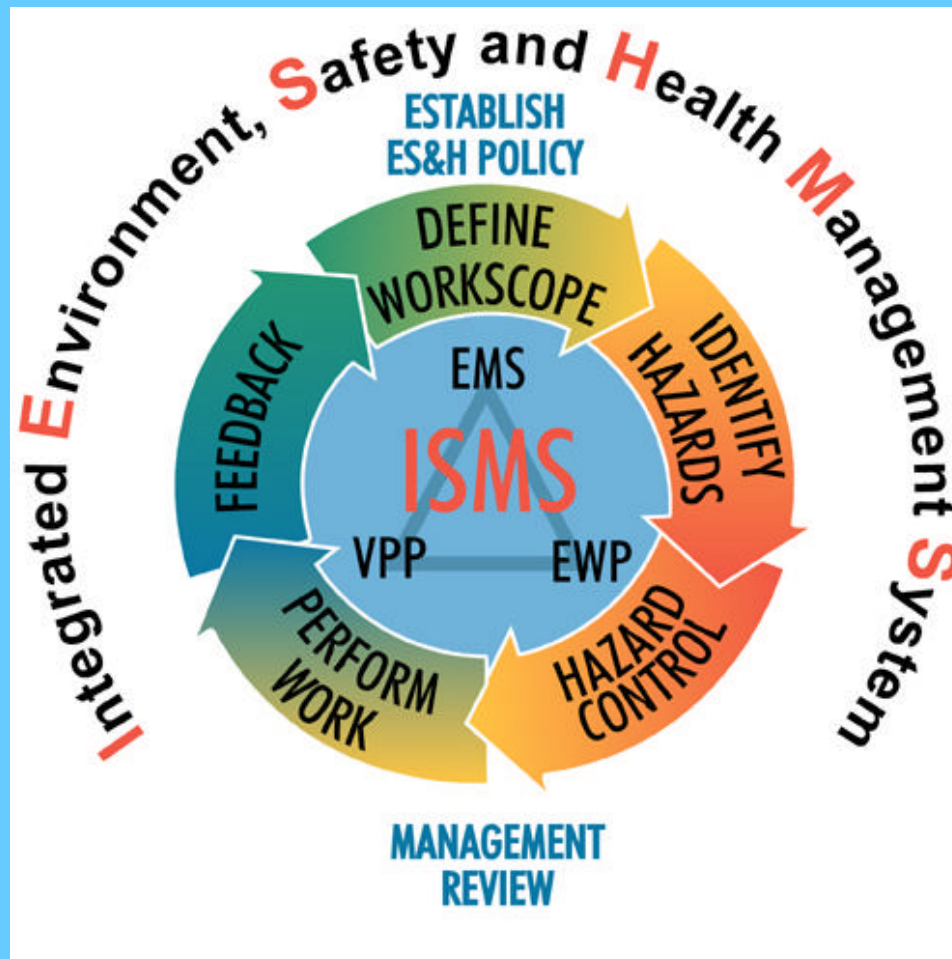 Integrated Environment, Safety and Health Management System
ESTABLISH
ES&H POLICY
DEFINE
WORKSCOPE
IDENTIFY
HAZARDS
HAZARD
CONTROL
PERFORM
WORK
FEEDBACK
EMS
ISMS
VPP
EWP
MANAGEMENT
REVIEW